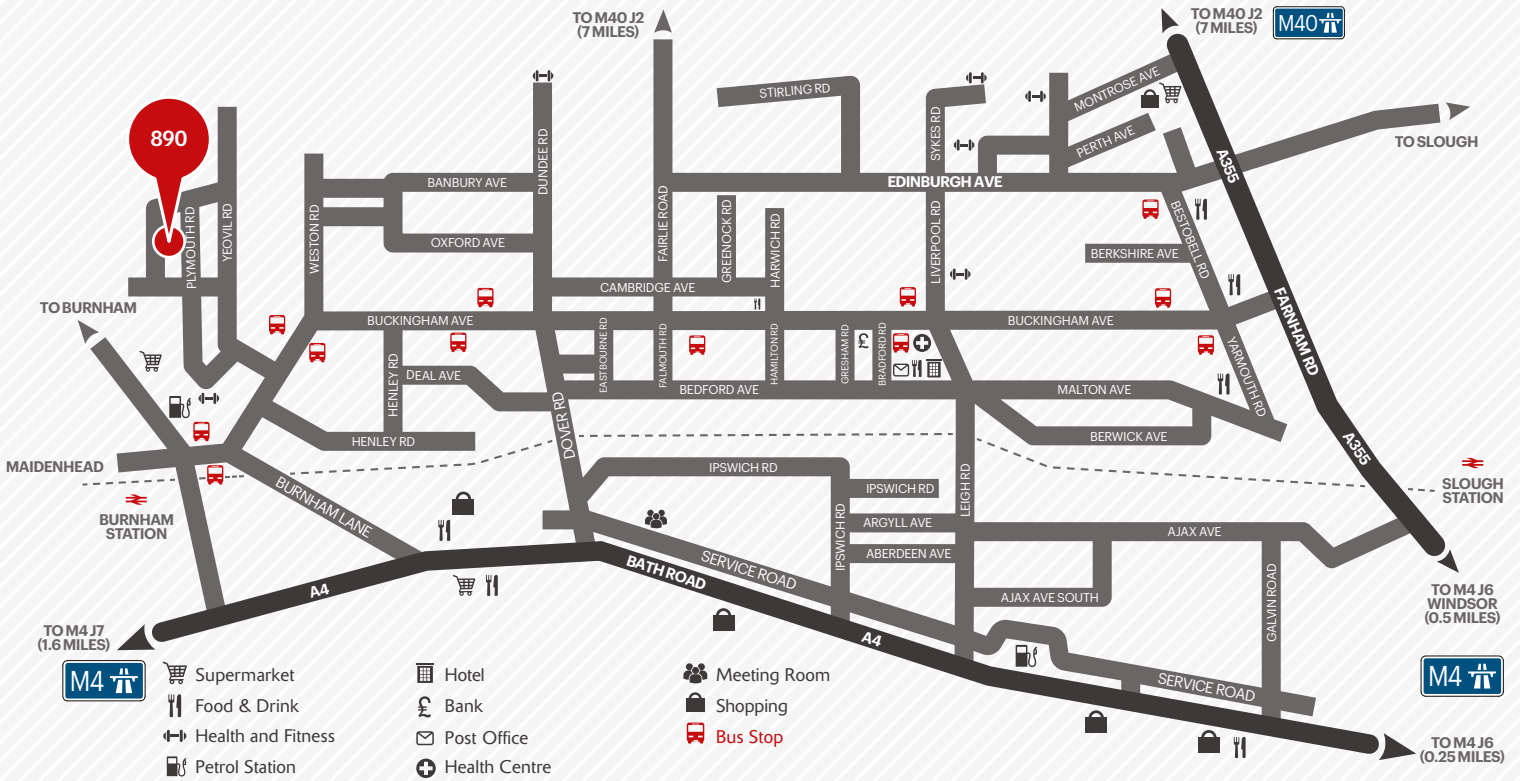 TO M40 J2
(7 MILES)
TO M40 J2
(7 MILES)
M40
890
STIRLING RD
MONTROSE AVE
PERTH AVE
SYKES RD
DUNDEE RD
TO SLOUGH
A355
BANBURY AVE
EDINBURGH AVE
FAIRLIE ROAD
PLYMOUTH RD
YEOVIL RD
WESTON RD
GREENOCK RD
HARWICH RD
LIVERPOOL RD
BESTOBELL RD
OXFORD AVE
BERKSHIRE AVE
CAMBRIDGE AVE
TO BURNHAM
BUCKINGHAM AVE
BUCKINGHAM AVE
FARNHAM RD
EASTBOURNE RD
FALMOUTH RD
HAMILTON RD
GRESHAM RD
BRADFORD RD
YARMOUTH RD
HENLEY RD
DEAL AVE
BEDFORD AVE
MALTON AVE
DOVER RD
HENLEY RD
BERWICK AVE
A355
MAIDENHEAD
IPSWICH RD
IPSWICH RD
LEIGH RD
SLOUGH
STATION
BURNHAM
STATION
BURNHAM LANE
IPSWICH RD
ARGYLL AVE
AJAX AVE
ABERDEEN AVE
SERVICE ROAD
BATH ROAD
A4
AJAX AVE SOUTH
GALVIN ROAD
TO M4 J6
WINDSOR
(0.5 MILES)
TO M4 J7
(1.6 MILES)
M4
A4
SERVICE ROAD
M4
TO M4 J6
(0.25 MILES)
Supermarket
Food & Drink
Health and Fitness
Petrol Station
Hotel
£ Bank
Post Office
Health Centre
Meeting Room
Shopping
Bus Stop
£